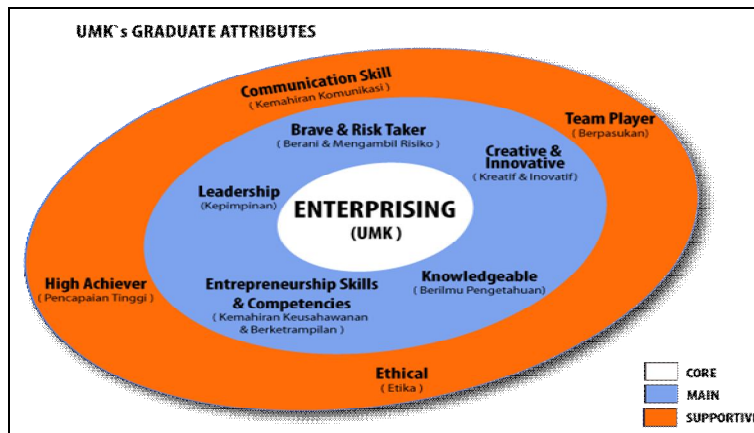 UMK`s GRADUATE ATTRIBUTES
Communication Skill
( Kemahiran Komunikasi )
Team Player
( Berpasukan)
Brave & Risk Taker
( Berani & Mengambil Risiko )
Creative &
Innovative
( Kreatif & Inovatif)
Leadership
(Kepimpinan)
ENTERPRISING
(UMK )
High Achiever
( Pencapaian Tinggi )
Entrepreneurship Skills
& Competencies
( Kemahiran Keusahawanan
& Berketrampilan )
Knowledgeable
( Berilmu Pengetahuan)
Ethical
( Etika )
CORE
MAIN
SUPPORTIVE